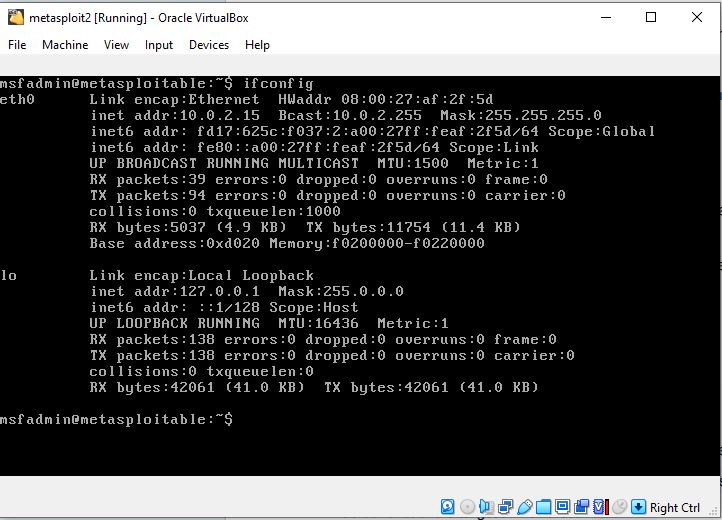 metasploit2 [Running] - Oracle VirtualBox
File Machine View Input Devices Help
msfadmin@metasploitable:~$ ifconfig
eth0 Link encap:Ethernet HWaddr 08:00:27:af:2f:5d
inet addr:10.0.2.15 Bcast:10.0.2.255 Mask:255.255.255.0
inet6 addr: fd17:625c:f037:2:a00:27ff:feaf:2f5d/64 Scope:Global
inet6 addr: fe80::a00:27ff:feaf:2f5d/64 Scope:Link
UP BROADCAST RUNNING MULTICAST MTU:1500 Metric:1
RX packets:39 errors:0 dropped:0 overruns:0 frame:0
TX packets:94 errors:0 dropped:0 overruns:0 carrier:0
collisions:0 txqueuelen:1000
RX bytes:5037 (4.9 KB) TX bytes:11754 (11.4 KB)
Base address:0xd020 Memory:f0200000-f0220000
lo Link encap:Local Loopback
inet addr:127.0.0.1 Mask:255.0.0.0
inet6 addr: ::1/128 Scope:Host
UP LOOPBACK RUNNING MTU:16436 Metric:1
RX packets:138 errors:0 dropped:0 overruns:0 frame:0
TX packets:138 errors:0 dropped:0 overruns:0 carrier:0
collisions:0 txqueuelen:0
RX bytes:42061 (41.0 KB) TX bytes:42061 (41.0 KB)
msfadmin@metasploitable:~$
Right Ctrl